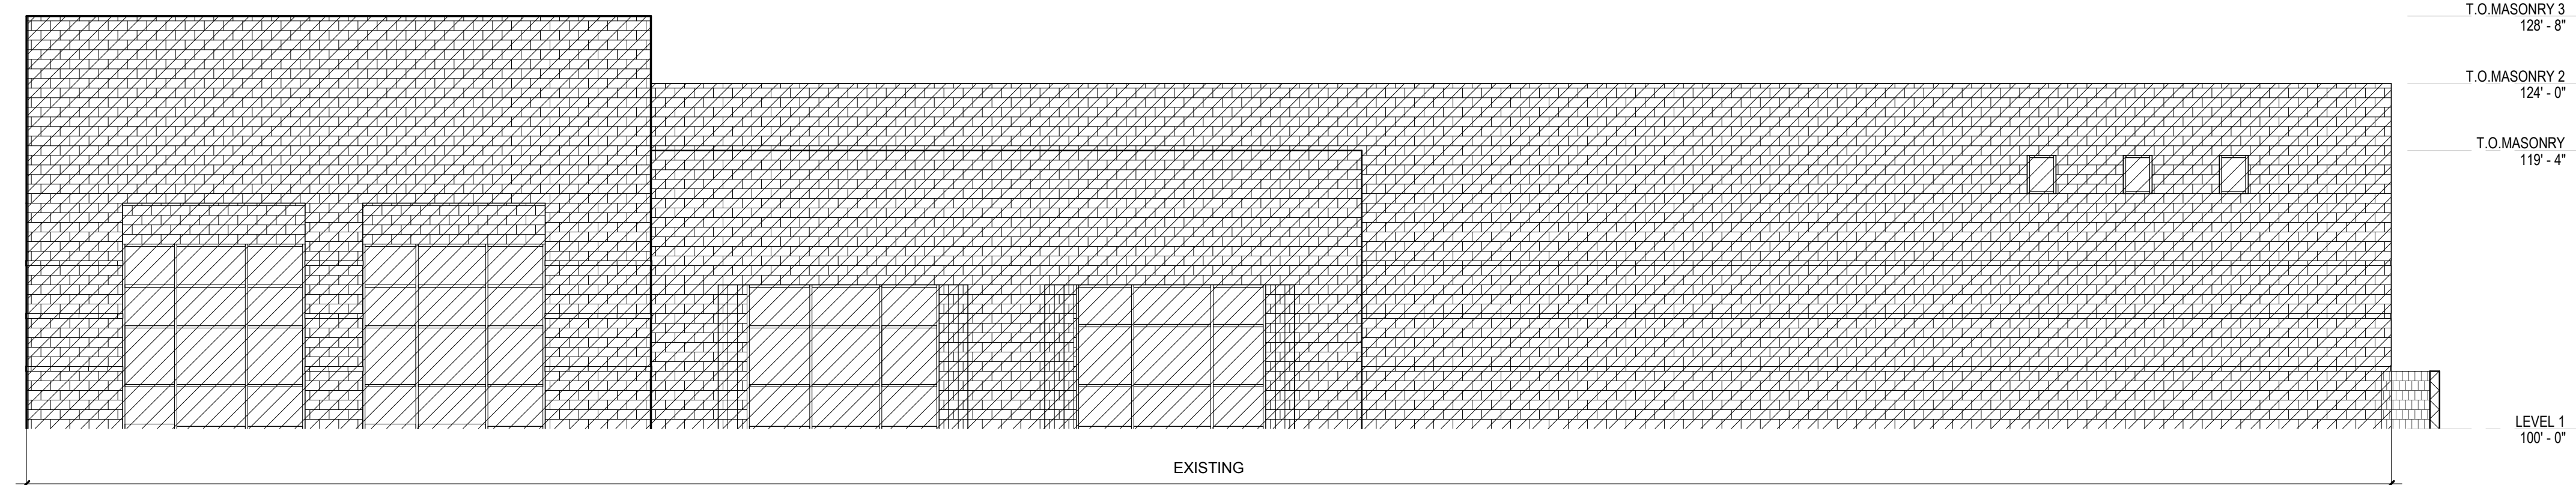 T.O.MASONRY 3
128' - 8"
T.O.MASONRY 2
124' - 0"
T.O.MASONRY
119' - 4"
LEVEL 1
100' - 0"
EXISTING